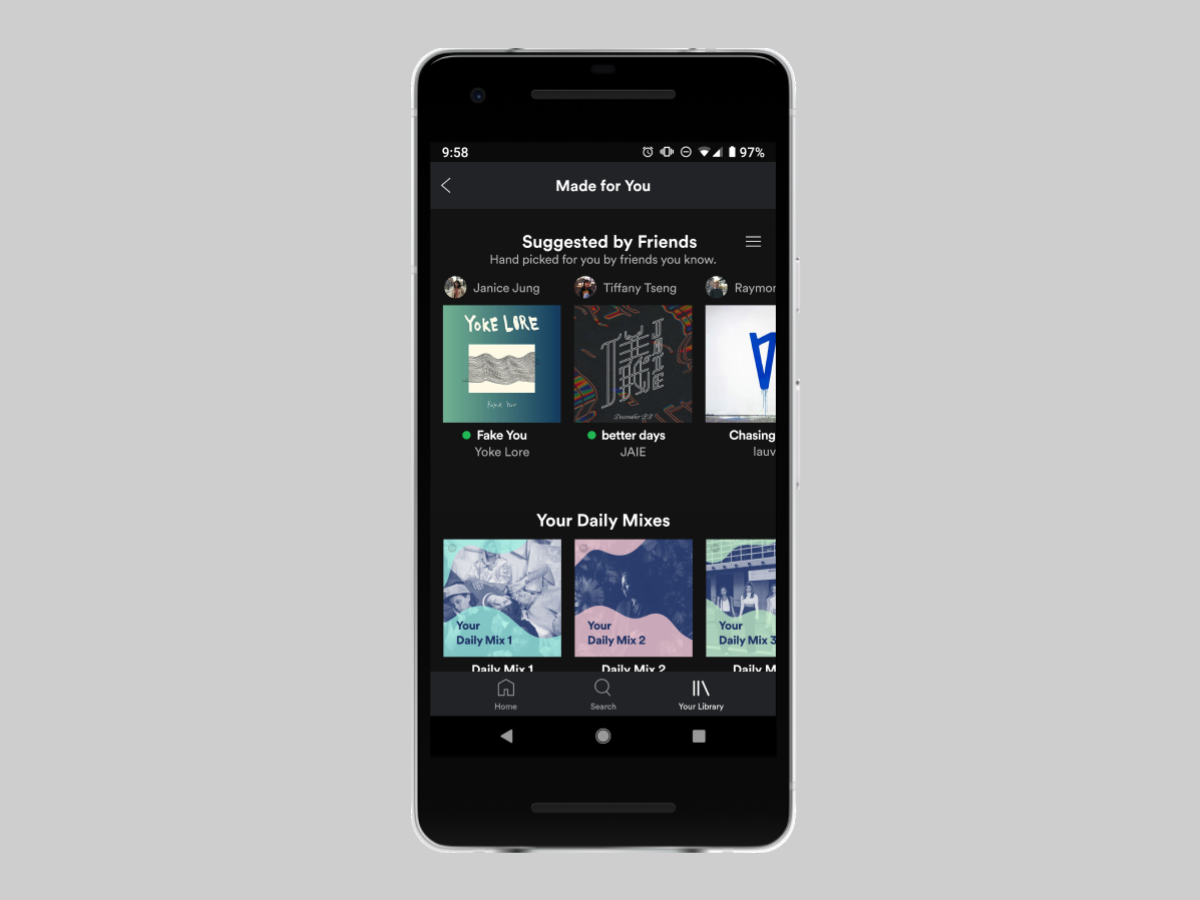 9:58
97%
Made for You
Suggested by Friends
Hand picked for you by friends you know.
Janice Jung
Tiffany Tseng
Raymor
YOKE LORE
JAIE
December 22
Fake You
Yoke Lore
better days
JAIE
Chasing
lauv
Your Daily Mixes
Your
Daily Mix 1
Your
Daily Mix 2
Your
Daily Mix 3
Daily Mix 1
Daily Mix 2
Daily M
Home
Search
Your Library